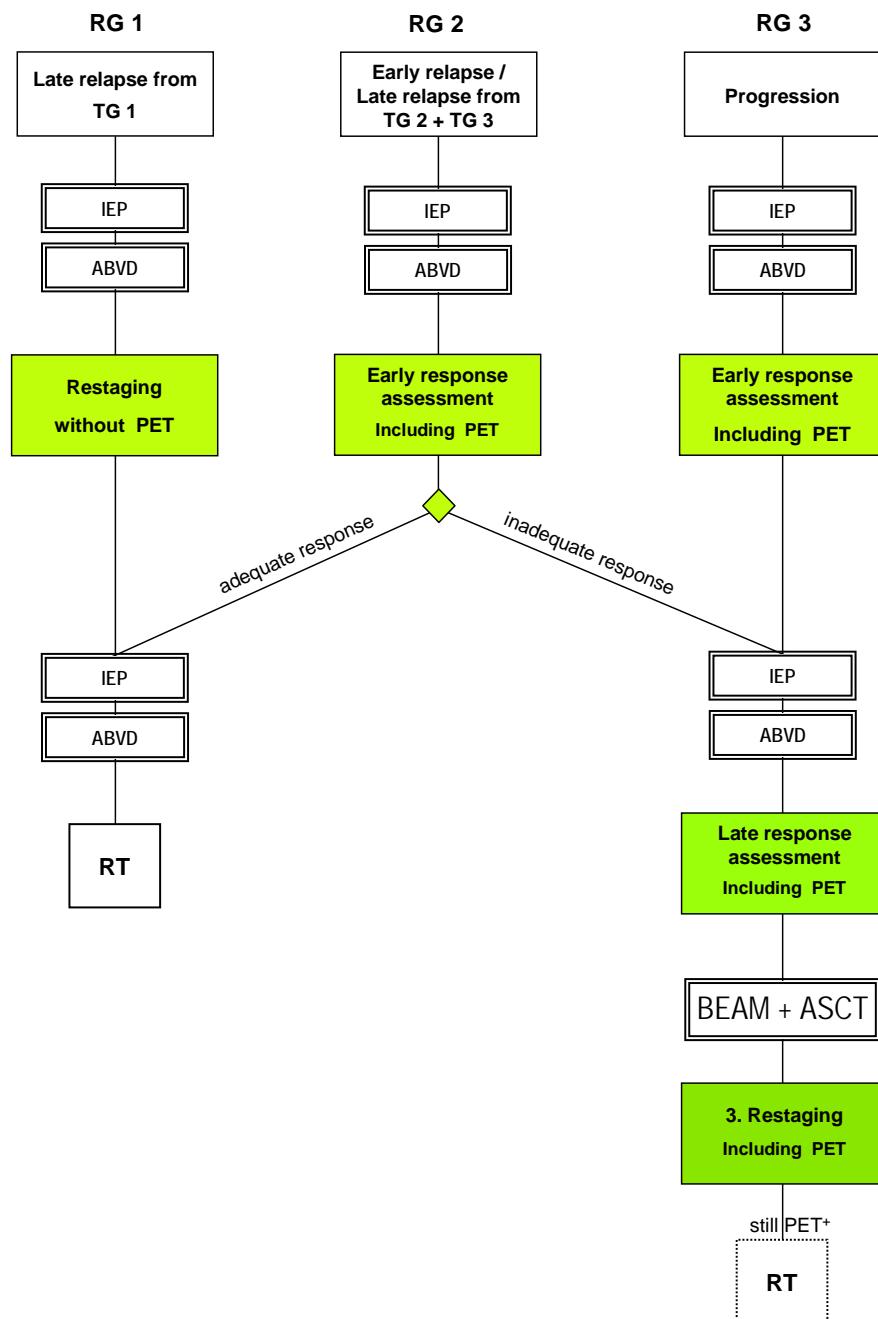 RG 1
RG 2
RG 3
Late relapse from
TG 1
Early relapse /
Late relapse from
TG 2 + TG 3
Progression
IEP
IEP
IEP
ABVD
ABVD
ABVD
Restaging
without PET
Early response
assessment
Including PET
Early response
assessment
Including PET
adequate response
inadequate response
IEP
IEP
ABVD
ABVD
RT
Late response
assessment
Including PET
BEAM + ASCT
3. Restaging
Including PET
still PET+
RT